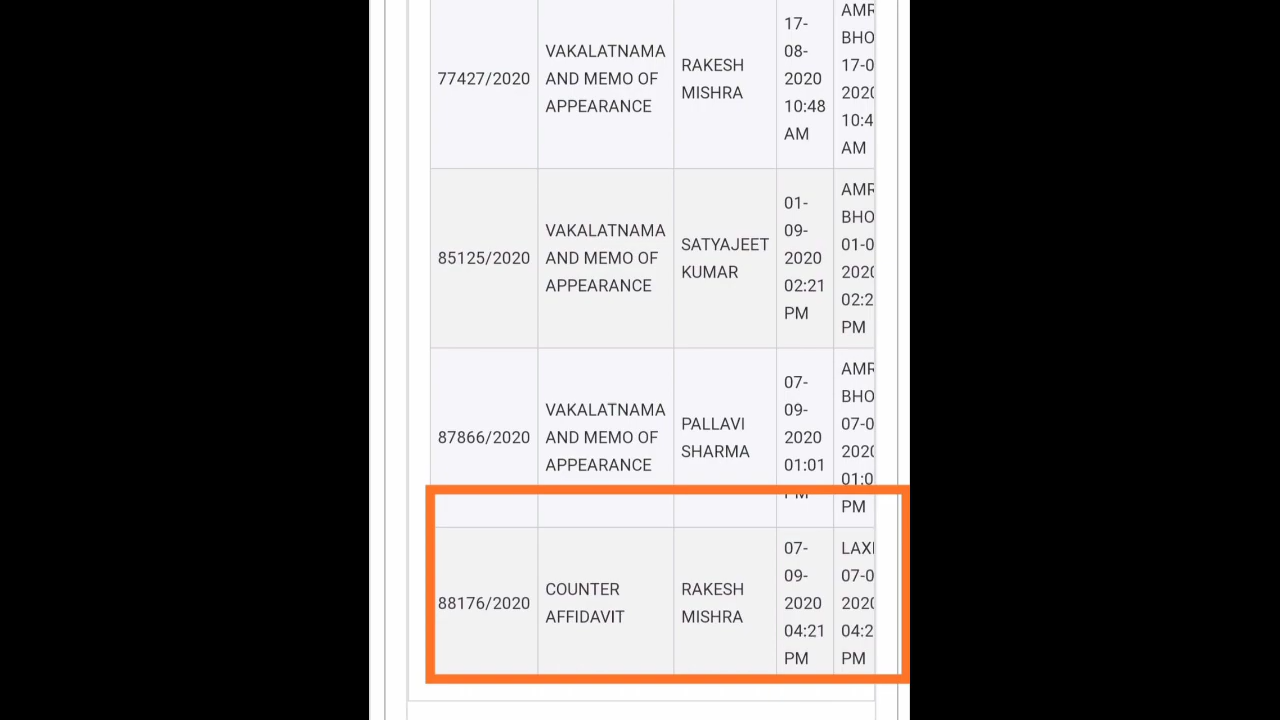 77427/2020
VAKALATNAMA
AND MEMO OF
APPEARANCE
RAKESH
MISHRA
17-
08-
2020
10:48
AM
AMR
BHO
17-0
2020
10:4
AM
85125/2020
VAKALATNAMA
AND MEMO OF
APPEARANCE
SATYAJEET
KUMAR
01-
09-
2020
02:21
PM
AMR
BHO
01-0
2020
02:2
PM
87866/2020
VAKALATNAMA
AND MEMO OF
APPEARANCE
PALLAVI
SHARMA
07-
09-
2020
01:01
PM
AMR
BHO
07-0
2020
01:0
PM
88176/2020
COUNTER
AFFIDAVIT
RAKESH
MISHRA
07-
09-
2020
04:21
PM
LAX
07-0
2020
04:2
PM